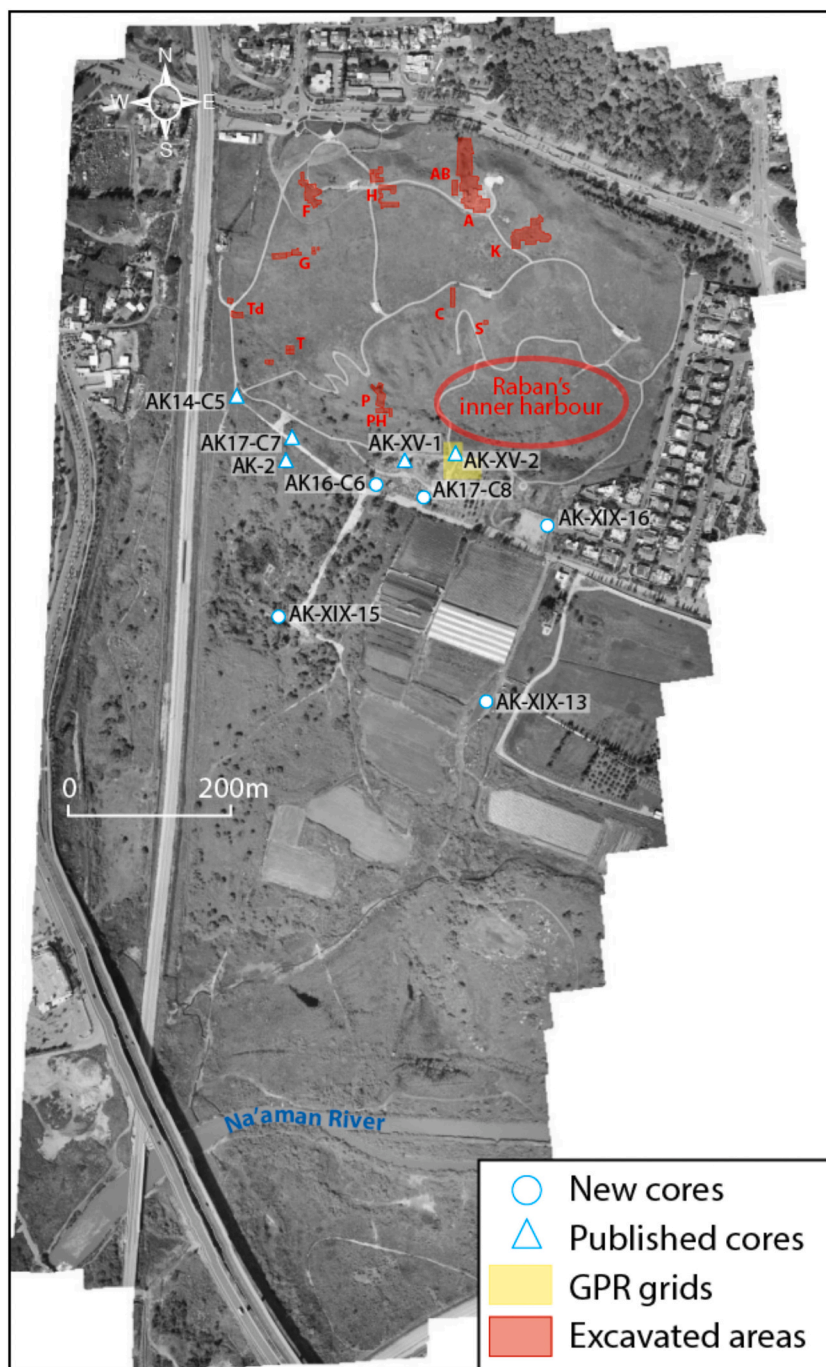 N
W E
S
AB
H
F
A
K
G
Td
C
S
T
Raban's
inner harbour
P
PH
AK14-C5
AK17-C7
AK-XV-1
AK-2
AK-XV-2
AK16-C6
AK17-C8
AK-XIX-16
AK-XIX-15
AK-XIX-13
0 200m
Na'aman River
New cores
Published cores
GPR grids
Excavated areas